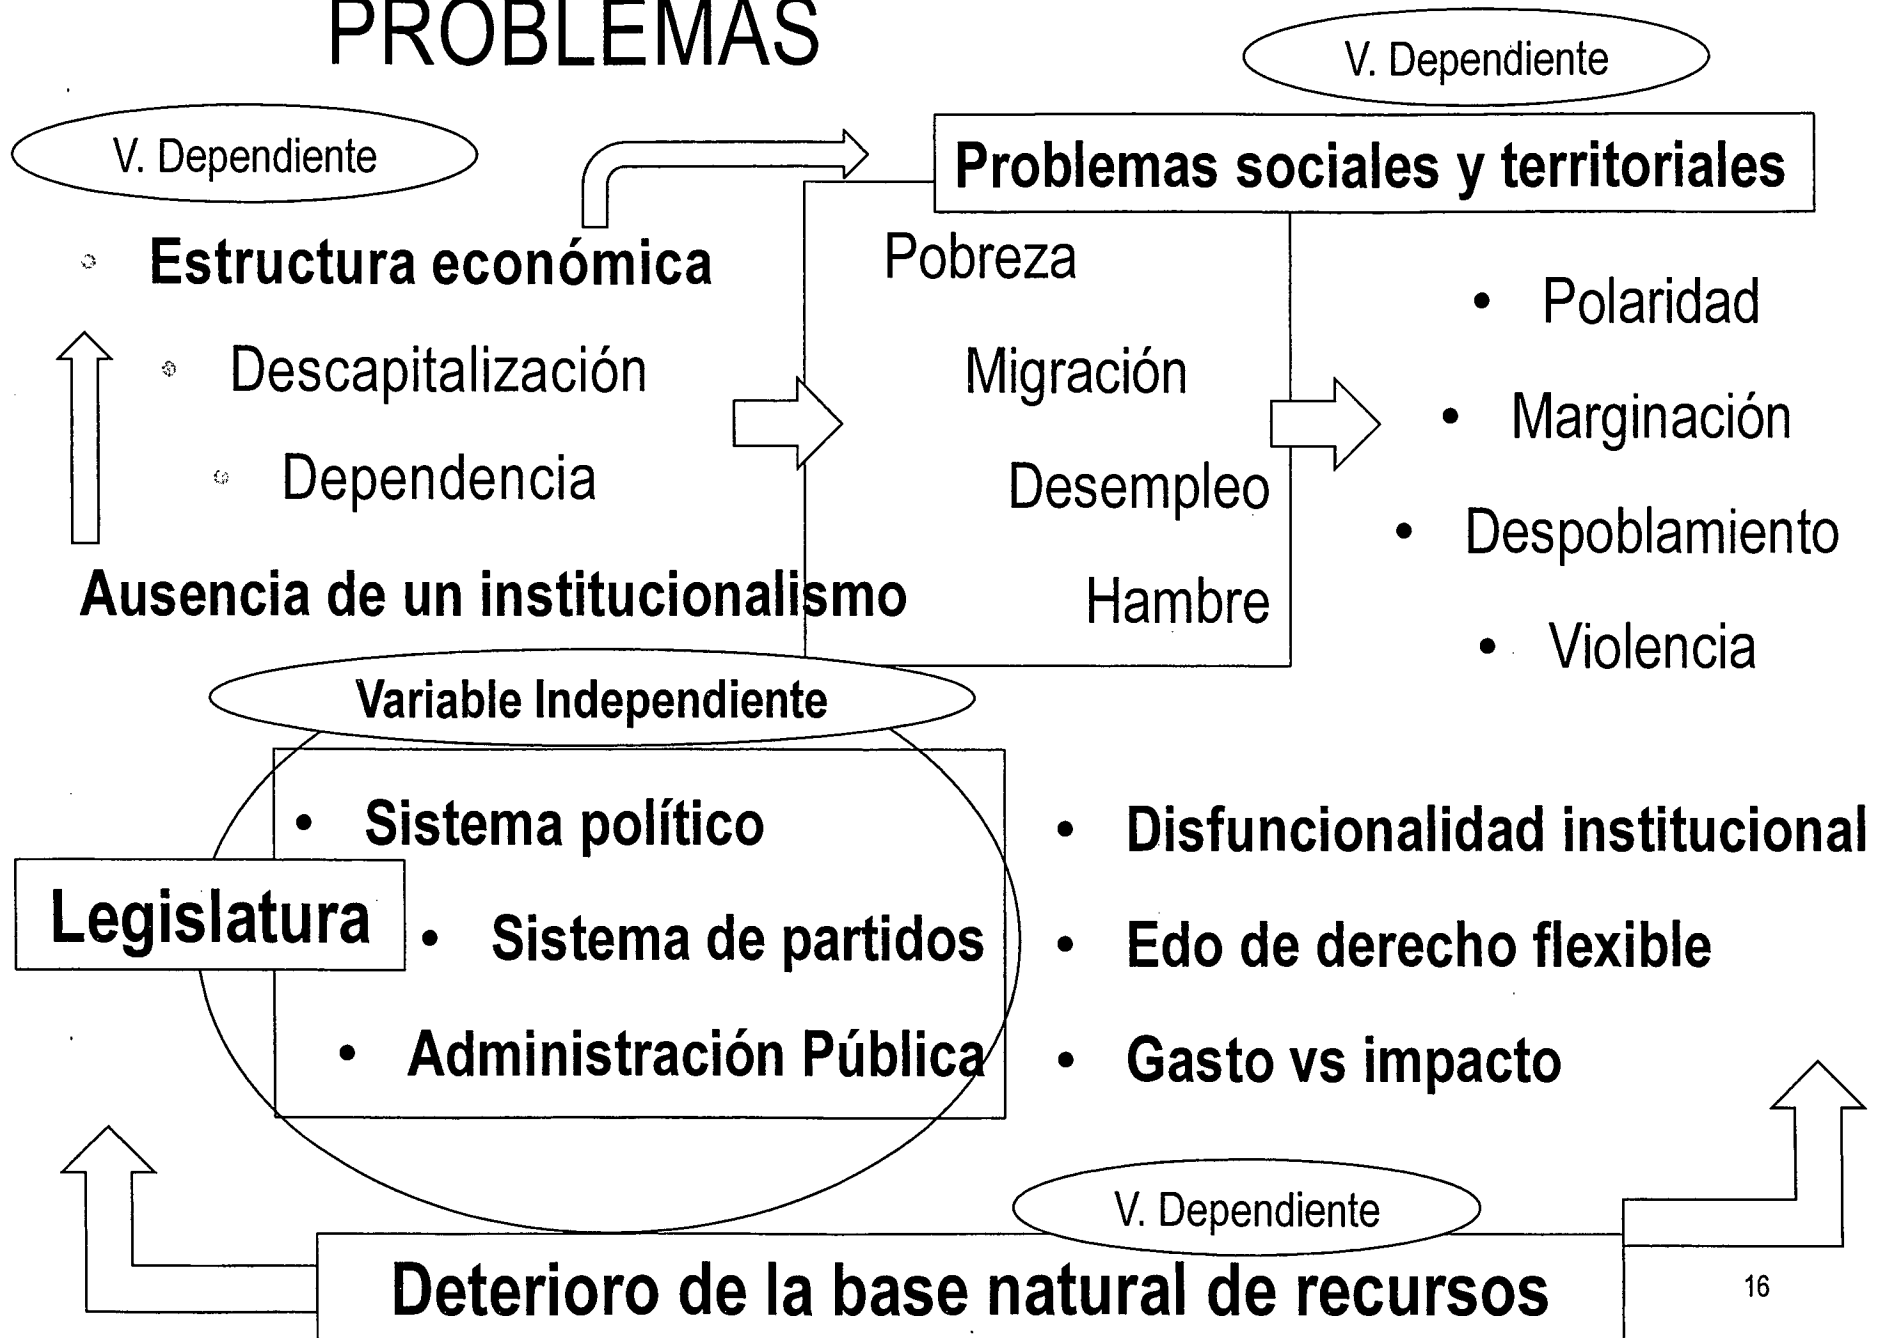 PROBLEMAS
V. Dependiente
V. Dependiente
Problemas sociales y territoriales
• Estructura económica
• Descapitalización
• Dependencia
Pobreza
Migración
Desempleo
Hambre
• Polaridad
• Marginación
• Despoblamiento
• Violencia
Ausencia de un institucionalismo
Variable Independiente
• Sistema político
Legislatura
• Sistema de partidos
• Administración Pública
• Disfuncionalidad institucional
• Edo de derecho flexible
• Gasto vs impacto
V. Dependiente
Deterioro de la base natural de recursos
16